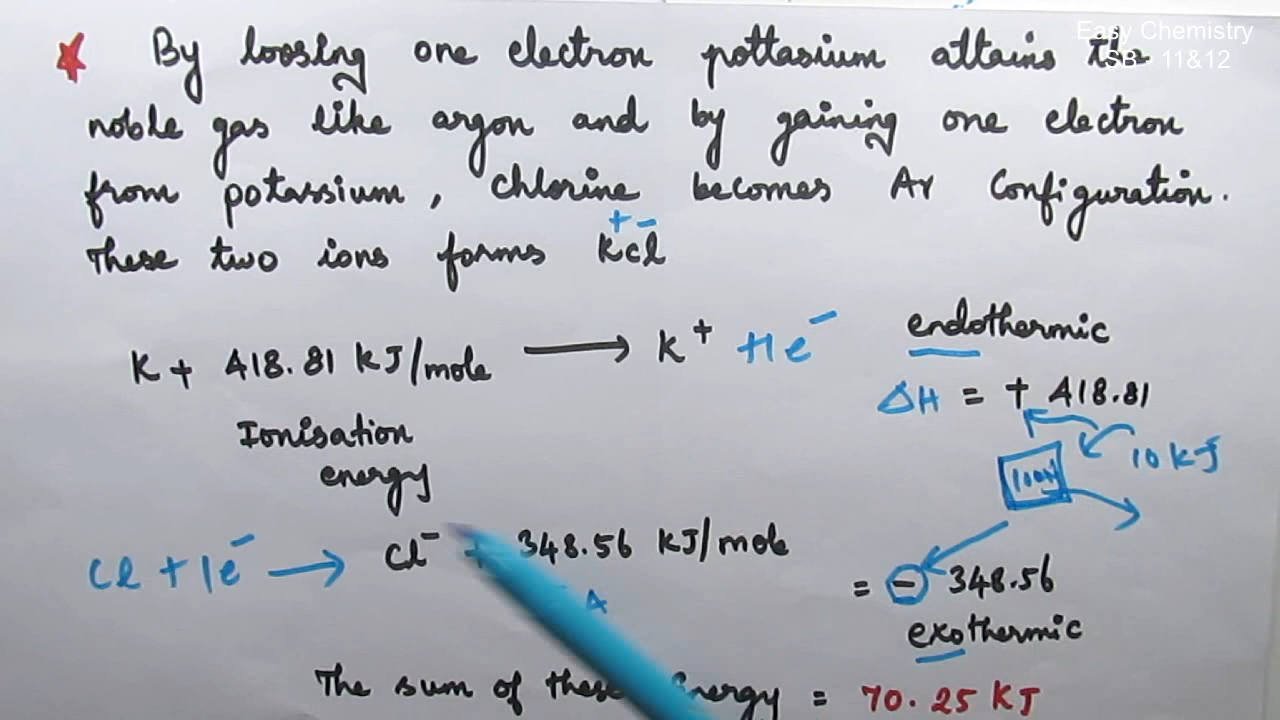 Easy Chemistry
SB - 11&12
By loosing one electron pottasium attains the
noble gas like argon and by gaining one electron
from potassium, chlorine becomes Ar configuration.
These two ions forms K⁺Cl⁻
K + 418.81 KJ/mole ⟶ K⁺ + 1e⁻
endothermic
ΔH = + 418.81
Ionisation
energy
10 KJ
Cl + 1e⁻ ⟶ Cl⁻ + 348.56 KJ/mole
= - 348.56
exothermic
The sum of these energy = 70.25 KJ